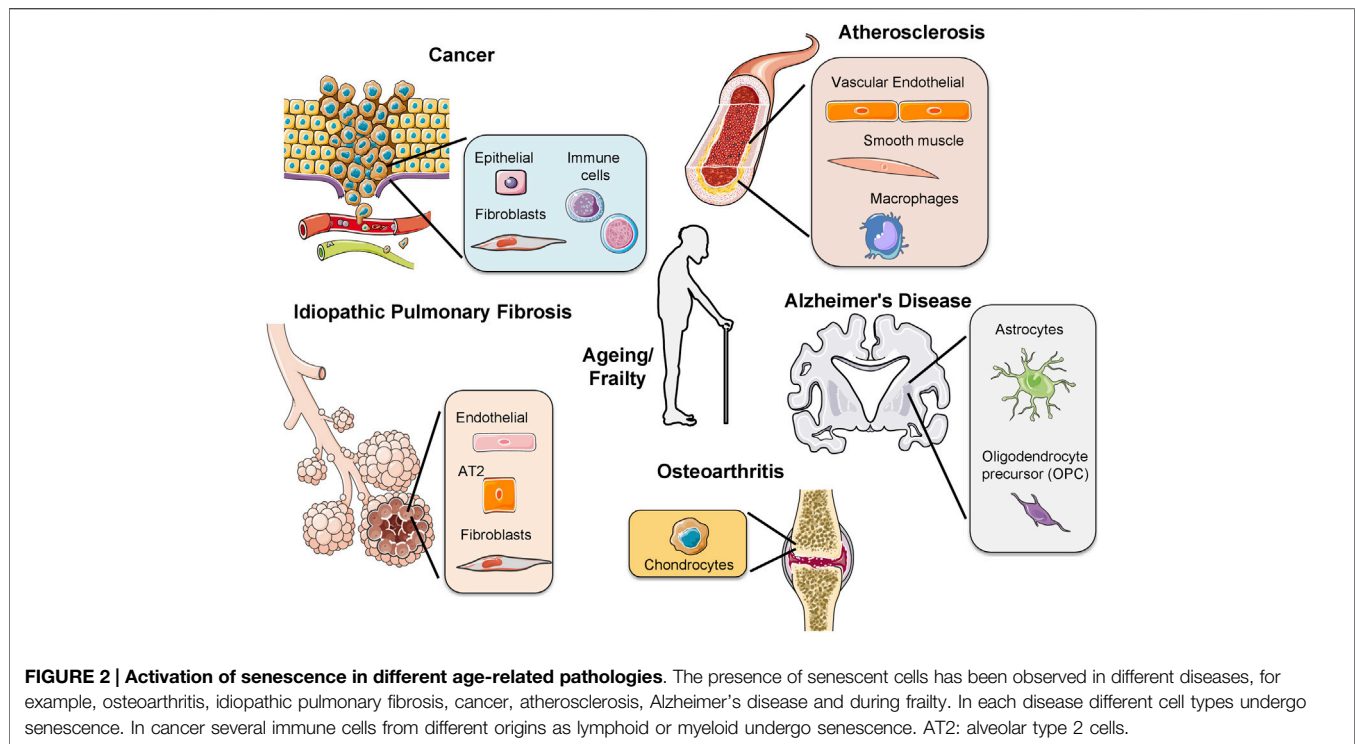 Cancer
Epithelial
Immune
cells
Fibroblasts
Atherosclerosis
Vascular Endothelial
Smooth muscle
Macrophages
Idiopathic Pulmonary Fibrosis
Endothelial
AT2
Fibroblasts
Ageing/
Frailty
Alzheimer's Disease
Astrocytes
Oligodendrocyte
precursor (OPC)
Osteoarthritis
Chondrocytes
FIGURE 2 | Activation of senescence in different age-related pathologies. The presence of senescent cells has been observed in different diseases, for
example, osteoarthritis, idiopathic pulmonary fibrosis, cancer, atherosclerosis, Alzheimer’s disease and during frailty. In each disease different cell types undergo
senescence. In cancer several immune cells from different origins as lymphoid or myeloid undergo senescence. AT2: alveolar type 2 cells.